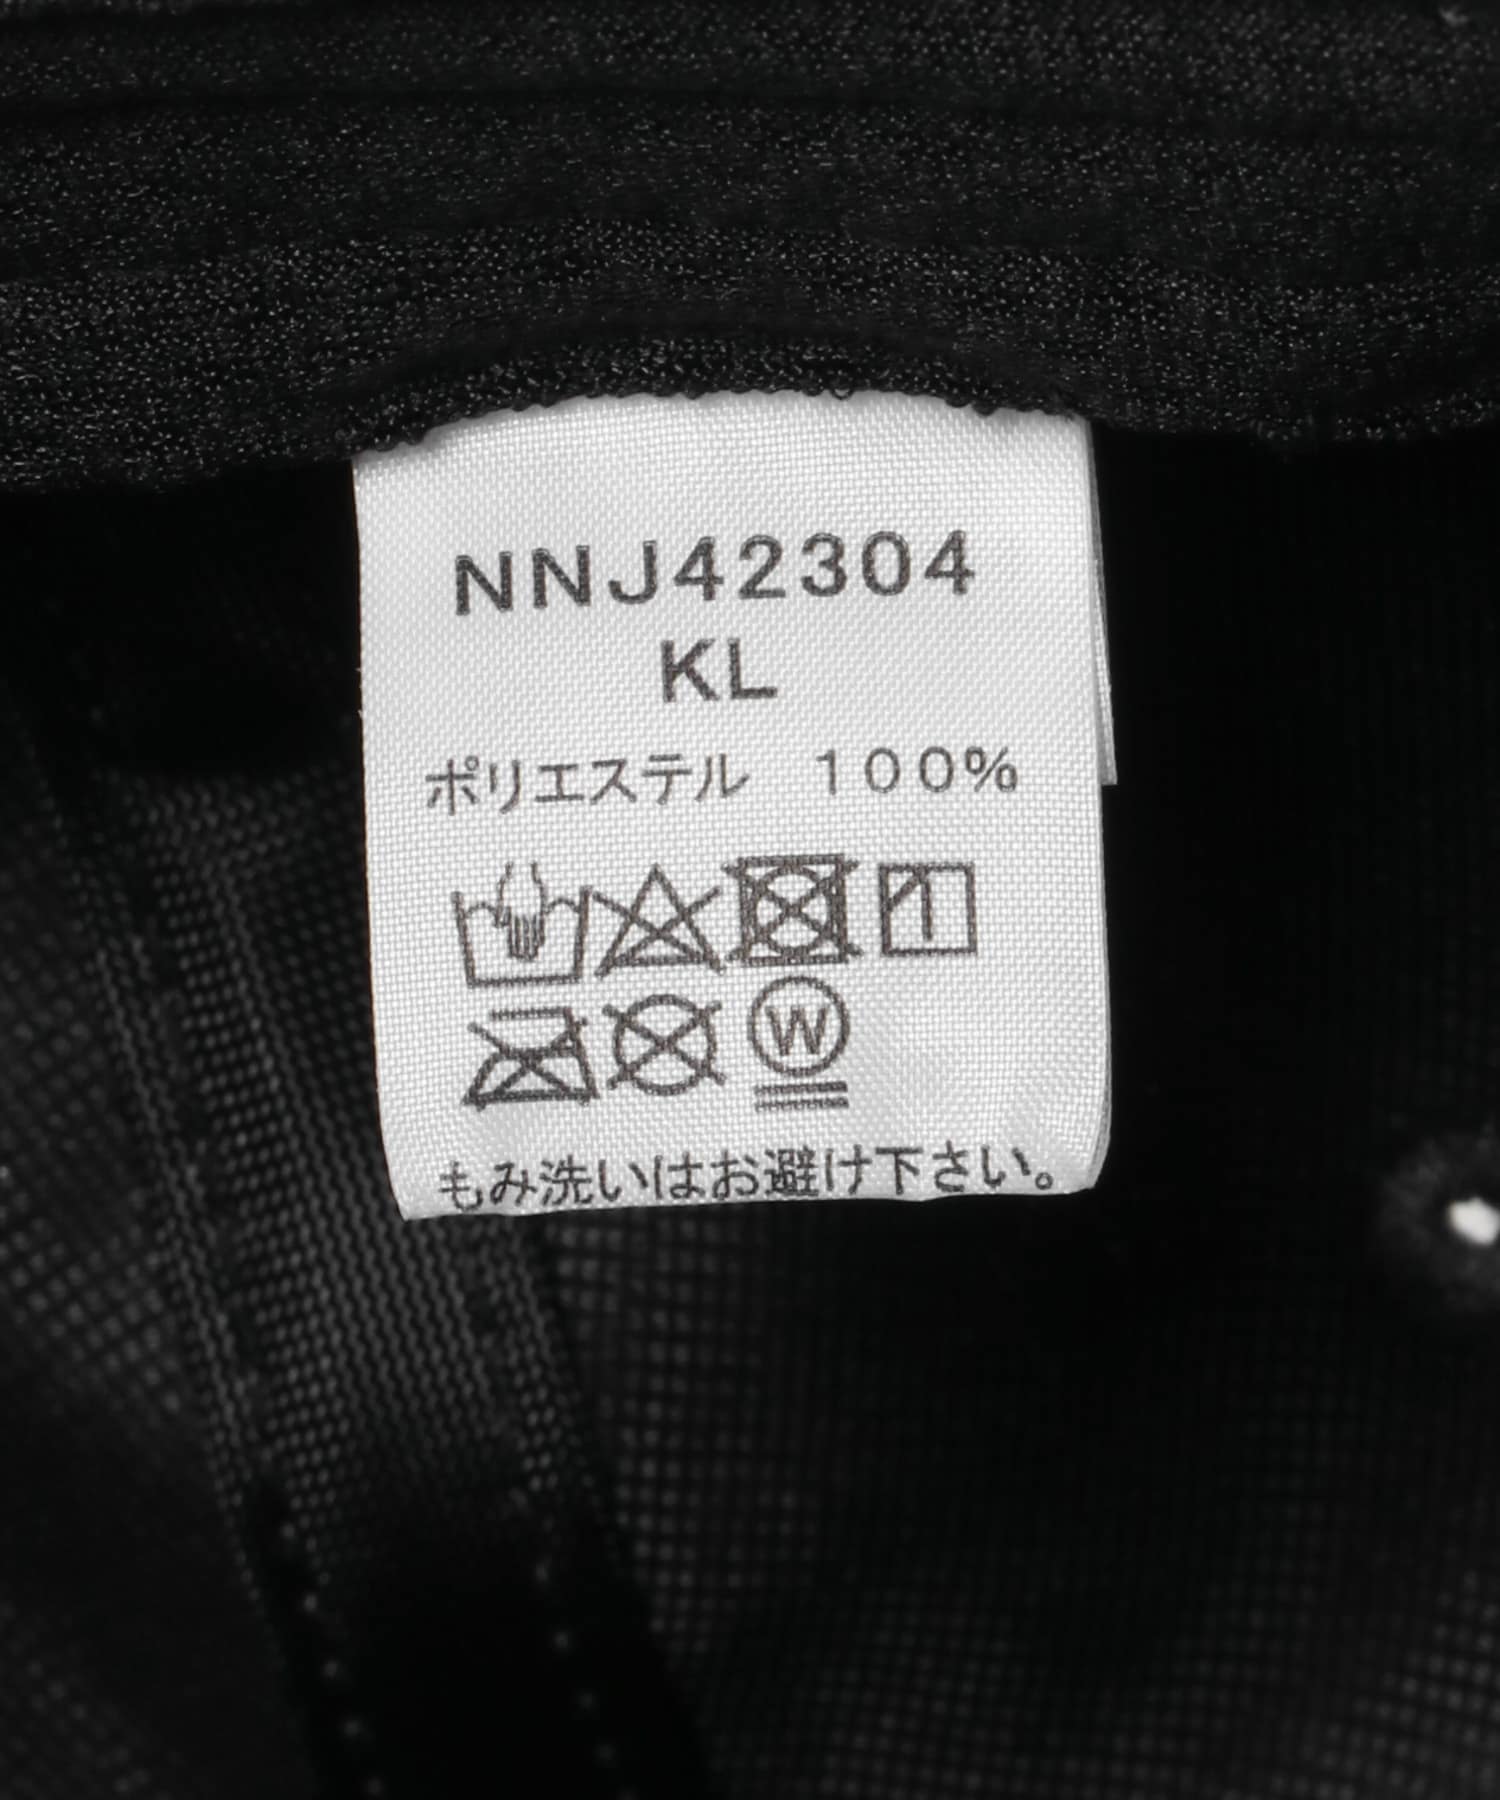 NNJ42304
KL
ポリエステル　100%
W
もみ洗いはお避け下さい。